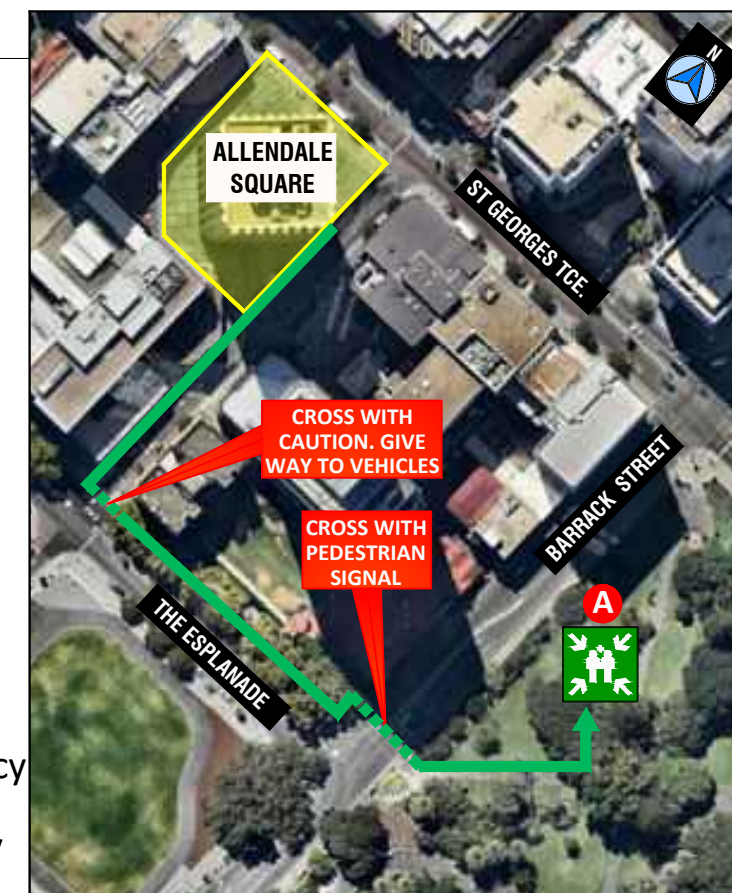 N
ALLENDALE
SQUARE
ST GEORGES TCE.
CROSS WITH
CAUTION. GIVE
WAY TO VEHICLES
BARRACK STREET
CROSS WITH
PEDESTRIAN
SIGNAL
A
THE ESPLANADE
cy